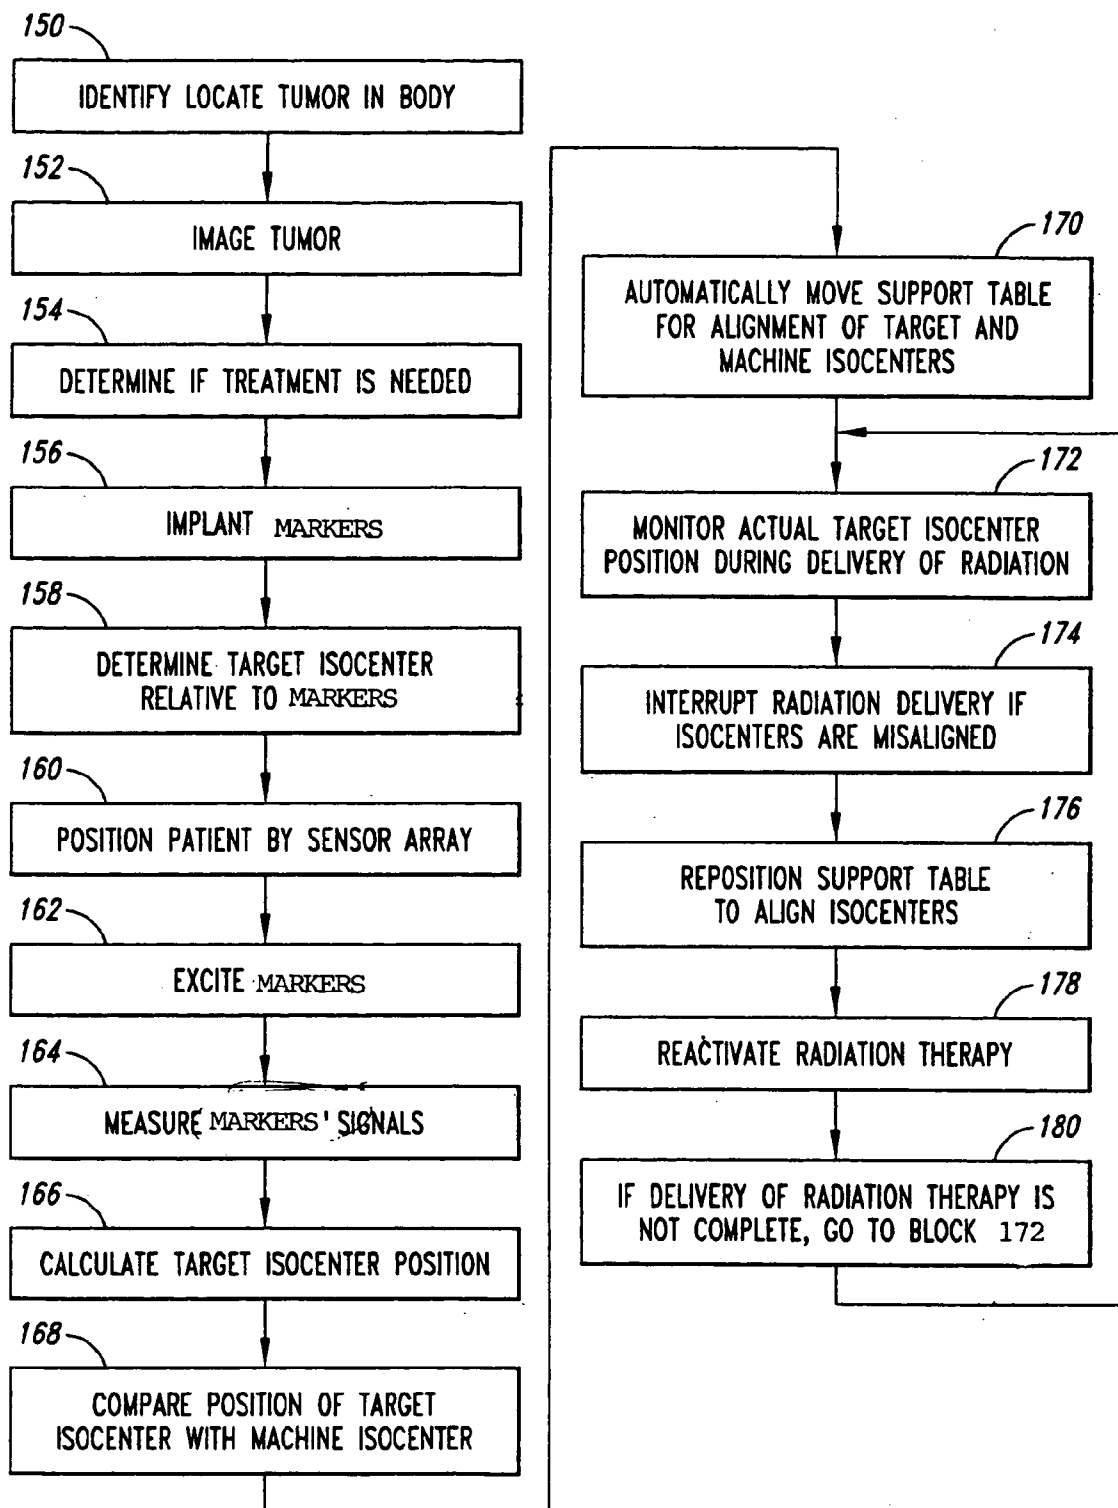 150
IDENTIFY LOCATE TUMOR IN BODY
152
IMAGE TUMOR
154
DETERMINE IF TREATMENT IS NEEDED
156
IMPLANT MARKERS
158
DETERMINE TARGET ISOCENTER
RELATIVE TO MARKERS
160
POSITION PATIENT BY SENSOR ARRAY
162
EXCITE MARKERS
164
MEASURE MARKERS' SIGNALS
166
CALCULATE TARGET ISOCENTER POSITION
168
COMPARE POSITION OF TARGET
ISOCENTER WITH MACHINE ISOCENTER
170
AUTOMATICALLY MOVE SUPPORT TABLE
FOR ALIGNMENT OF TARGET AND
MACHINE ISOCENTERS
172
MONITOR ACTUAL TARGET ISOCENTER
POSITION DURING DELIVERY OF RADIATION
174
INTERRUPT RADIATION DELIVERY IF
ISOCENTERS ARE MISALIGNED
176
REPOSITION SUPPORT TABLE
TO ALIGN ISOCENTERS
178
REACTIVATE RADIATION THERAPY
180
IF DELIVERY OF RADIATION THERAPY IS
NOT COMPLETE, GO TO BLOCK 172